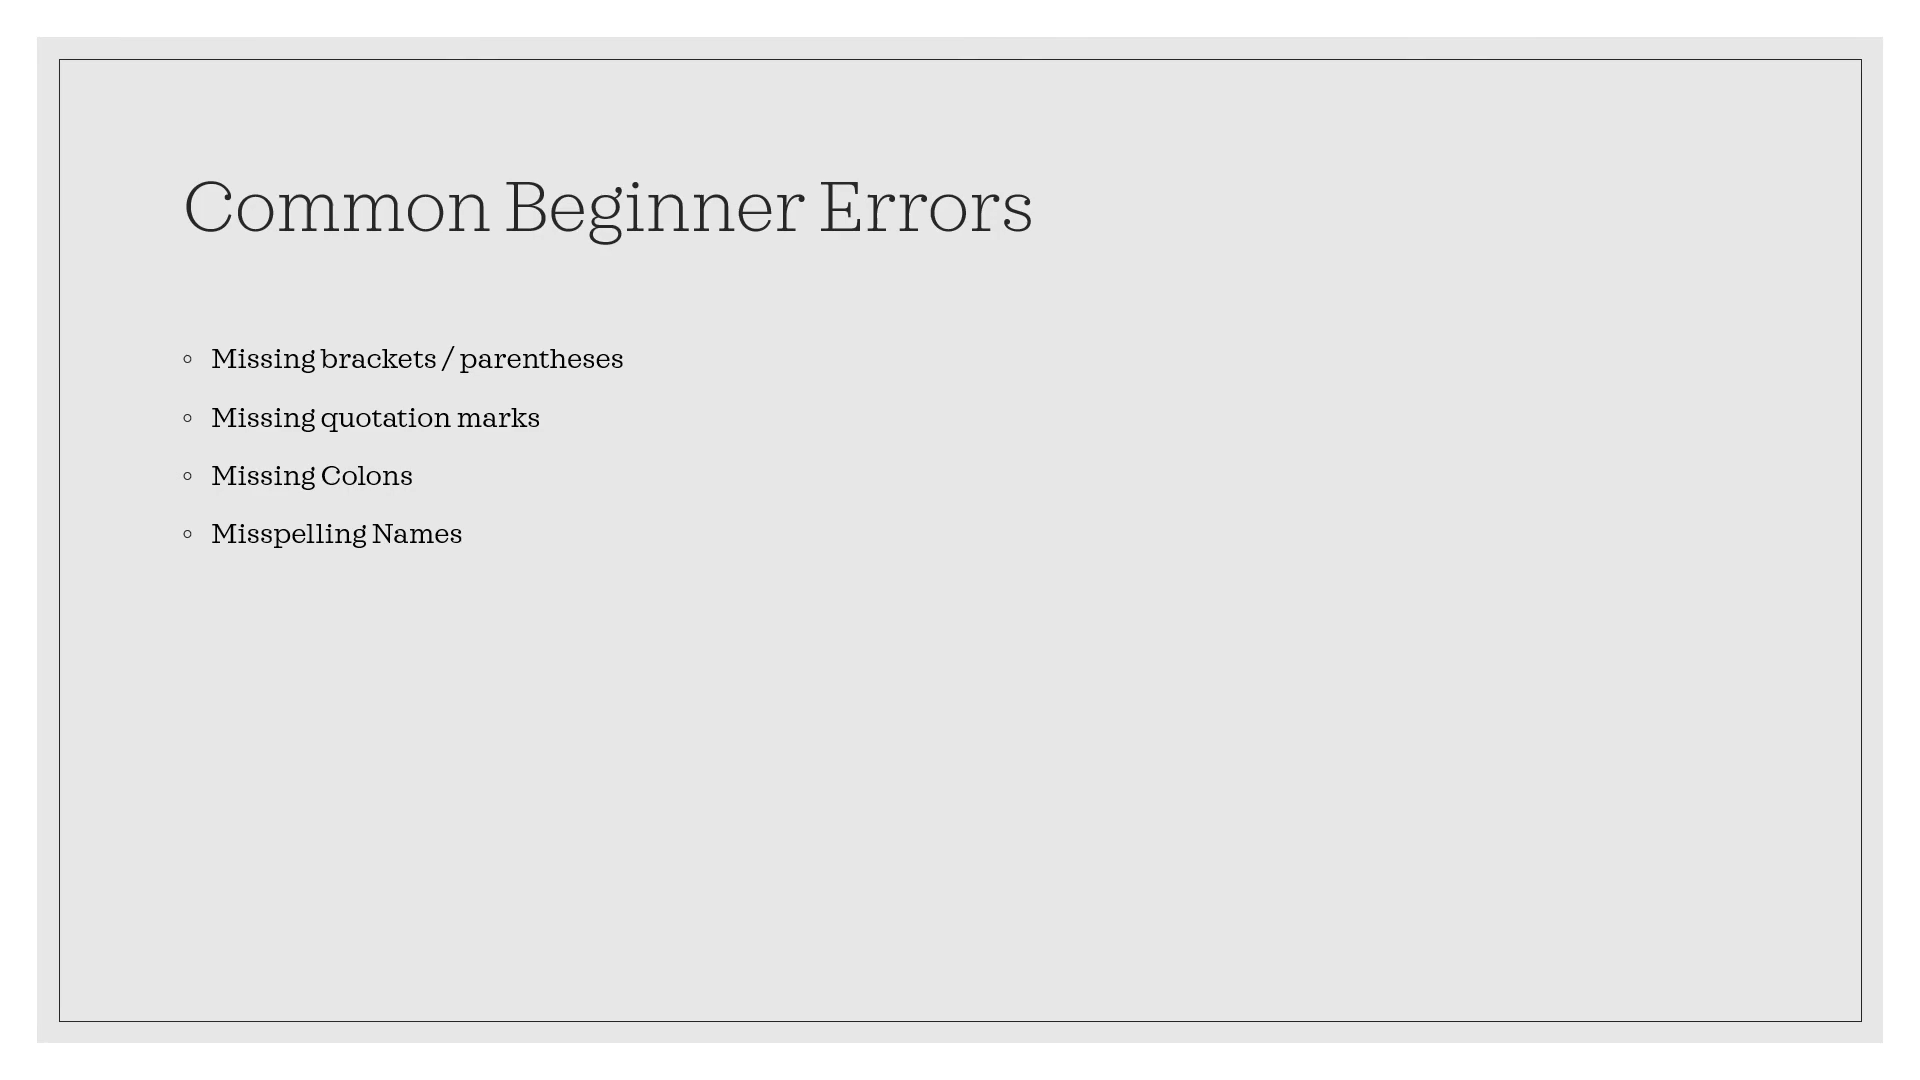 Common Beginner Errors
◦ Missing brackets / parentheses
◦ Missing quotation marks
◦ Missing Colons
◦ Misspelling Names